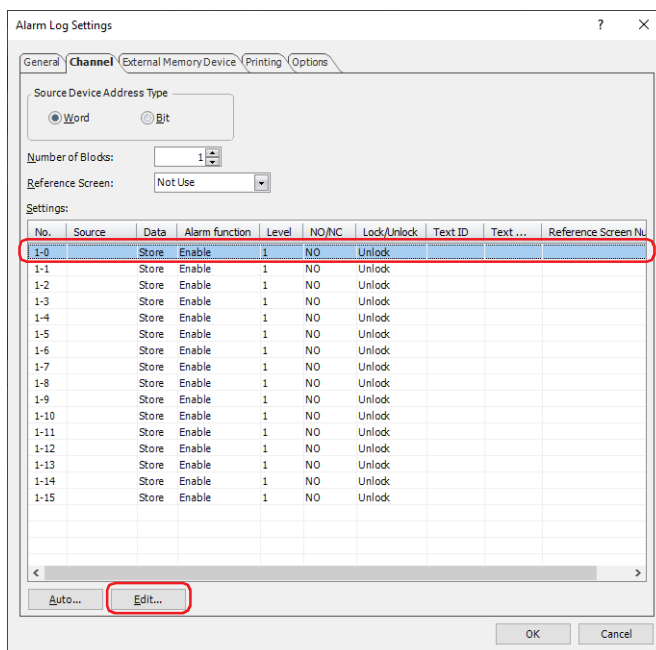 Alarm Log Settings ? ×
General Channel External Memory Device Printing Options
Source Device Address Type
Word Bit
Number of Blocks: 1
Reference Screen: Not Use
Settings:
No. Source Data Alarm function Level NO/NC Lock/Unlock Text ID Text ... Reference Screen Nu
1-0 Store Enable 1 NO Unlock
1-1 Store Enable 1 NO Unlock
1-2 Store Enable 1 NO Unlock
1-3 Store Enable 1 NO Unlock
1-4 Store Enable 1 NO Unlock
1-5 Store Enable 1 NO Unlock
1-6 Store Enable 1 NO Unlock
1-7 Store Enable 1 NO Unlock
1-8 Store Enable 1 NO Unlock
1-9 Store Enable 1 NO Unlock
1-10 Store Enable 1 NO Unlock
1-11 Store Enable 1 NO Unlock
1-12 Store Enable 1 NO Unlock
1-13 Store Enable 1 NO Unlock
1-14 Store Enable 1 NO Unlock
1-15 Store Enable 1 NO Unlock
Auto... Edit...
OK Cancel